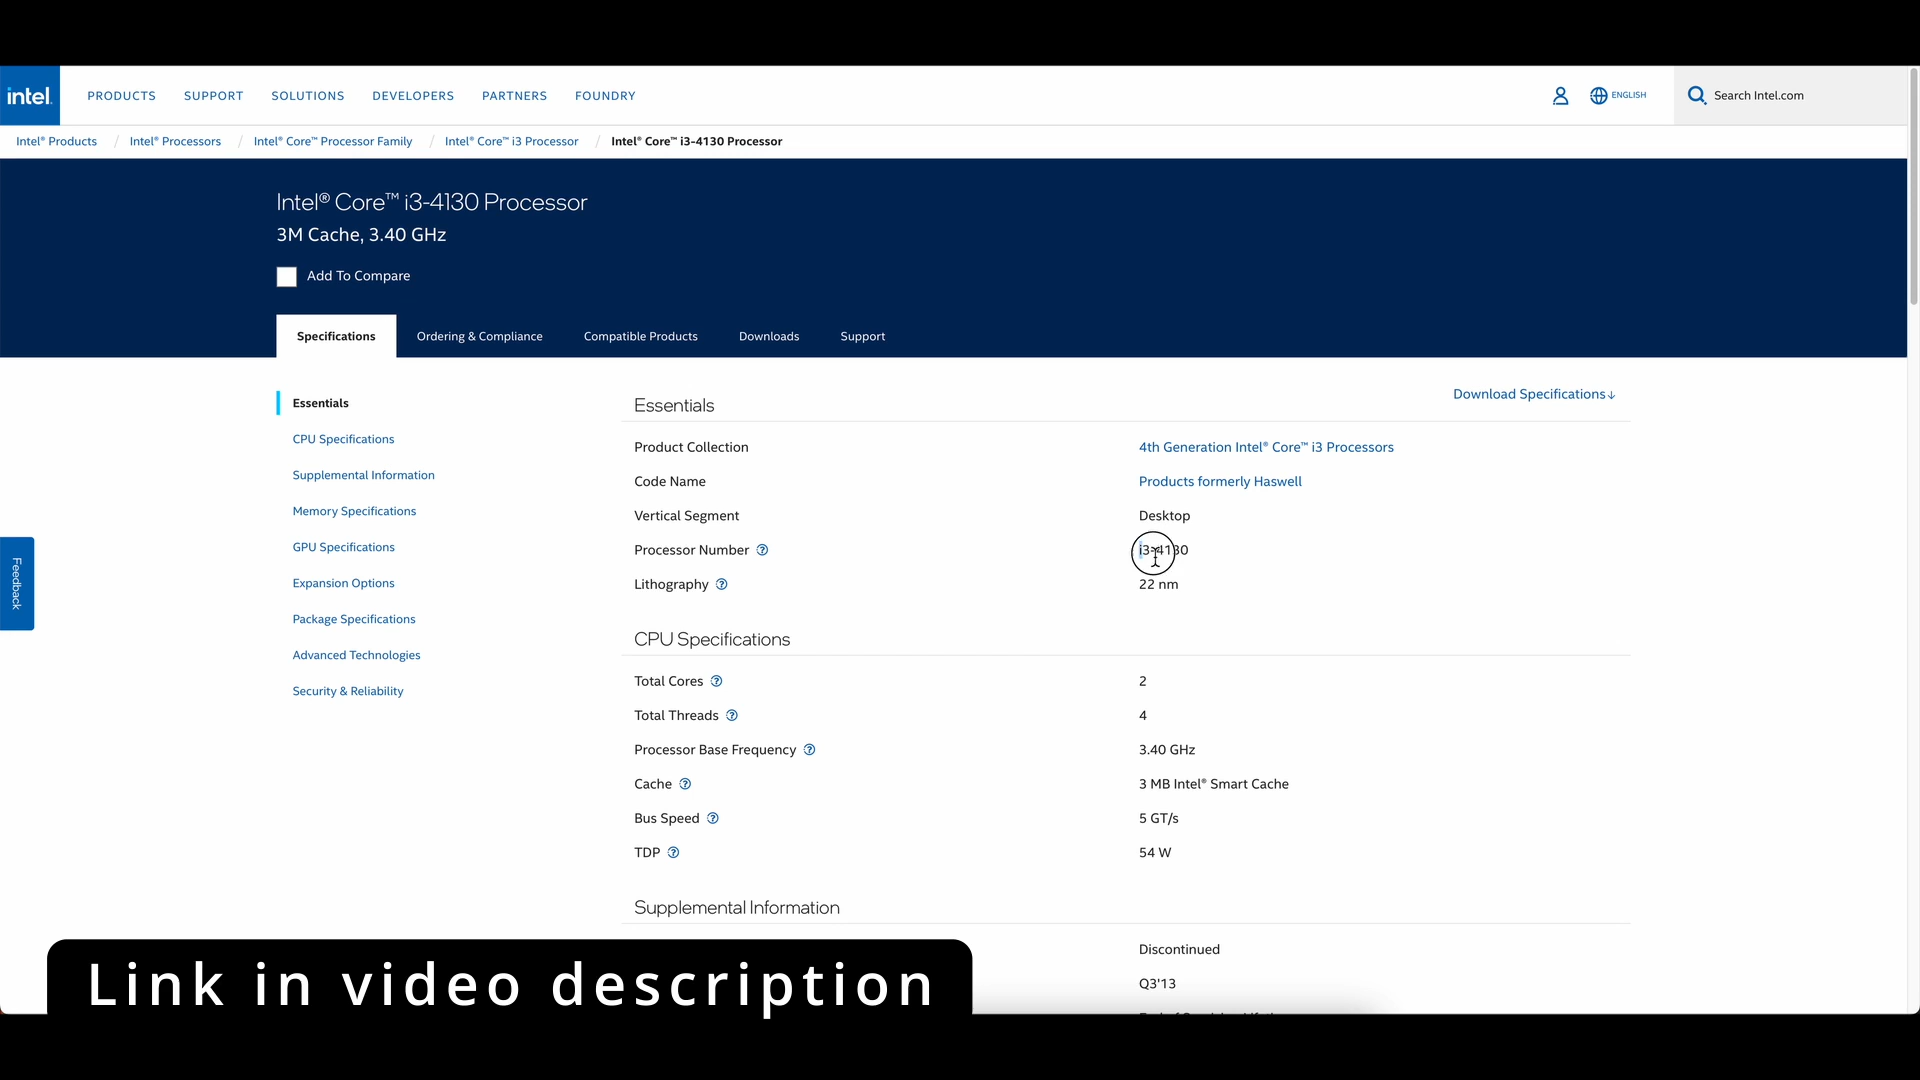 intel.
PRODUCTS SUPPORT SOLUTIONS DEVELOPERS PARTNERS FOUNDRY
ENGLISH
Search Intel.com
Intel® Products / Intel® Processors / Intel® Core™ Processor Family / Intel® Core™ i3 Processor / Intel® Core™ i3-4130 Processor
Intel® Core™ i3-4130 Processor
3M Cache, 3.40 GHz
Add To Compare
Specifications Ordering & Compliance Compatible Products Downloads Support
Essentials
CPU Specifications
Supplemental Information
Memory Specifications
GPU Specifications
Expansion Options
Package Specifications
Advanced Technologies
Security & Reliability
Feedback
Download Specifications↓
Essentials
Product Collection 4th Generation Intel® Core™ i3 Processors
Code Name Products formerly Haswell
Vertical Segment Desktop
Processor Number ? i3-4130
Lithography ? 22 nm
CPU Specifications
Total Cores ? 2
Total Threads ? 4
Processor Base Frequency ? 3.40 GHz
Cache ? 3 MB Intel® Smart Cache
Bus Speed ? 5 GT/s
TDP ? 54 W
Supplemental Information
Discontinued
Q3'13
Link in video description